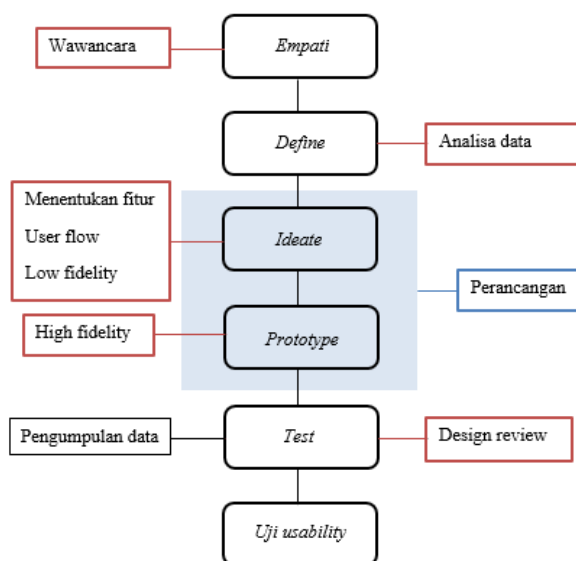 Wawancara
Empati
Define
Analisa data
Menentukan fitur
User flow
Low fidelity
Ideate
Perancangan
High fidelity
Prototype
Pengumpulan data
Test
Design review
Uji usability